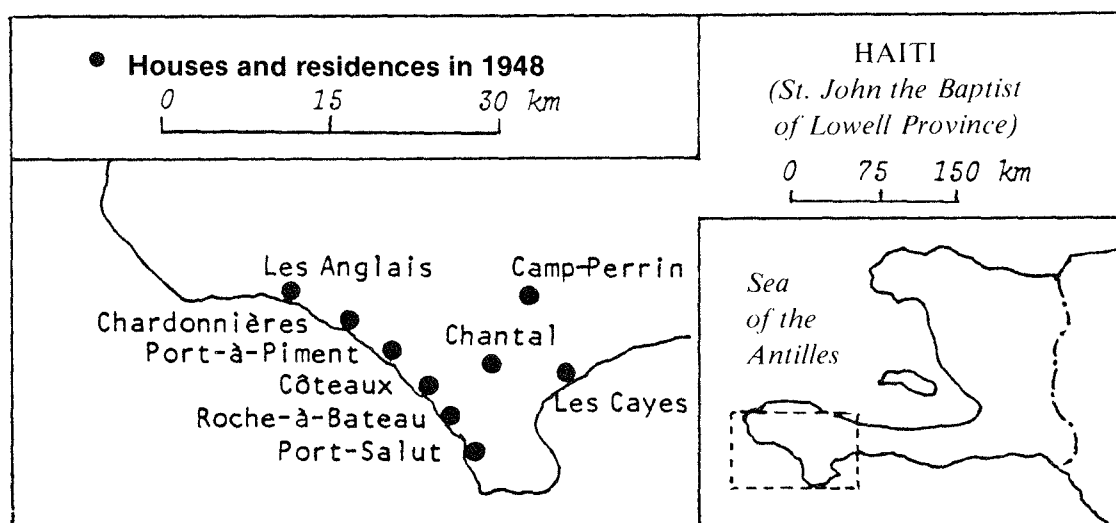 Houses and residences in 1948
0 15 30 km
HAITI
(St. John the Baptist
of Lowell Province)
0 75 150 km
Les Anglais
Camp-Perrin
Chardonnières
Chantal
Port-à-Piment
Côteaux
Les Cayes
Roche-à-Bateau
Port-Salut
Sea
of the
Antilles